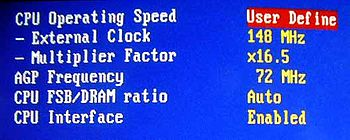 CPU Operating Speed User Define
- External Clock 148 MHz
- Multiplier Factor x16.5
AGP Frequency 72 MHz
CPU FSB/DRAM ratio Auto
CPU Interface Enabled